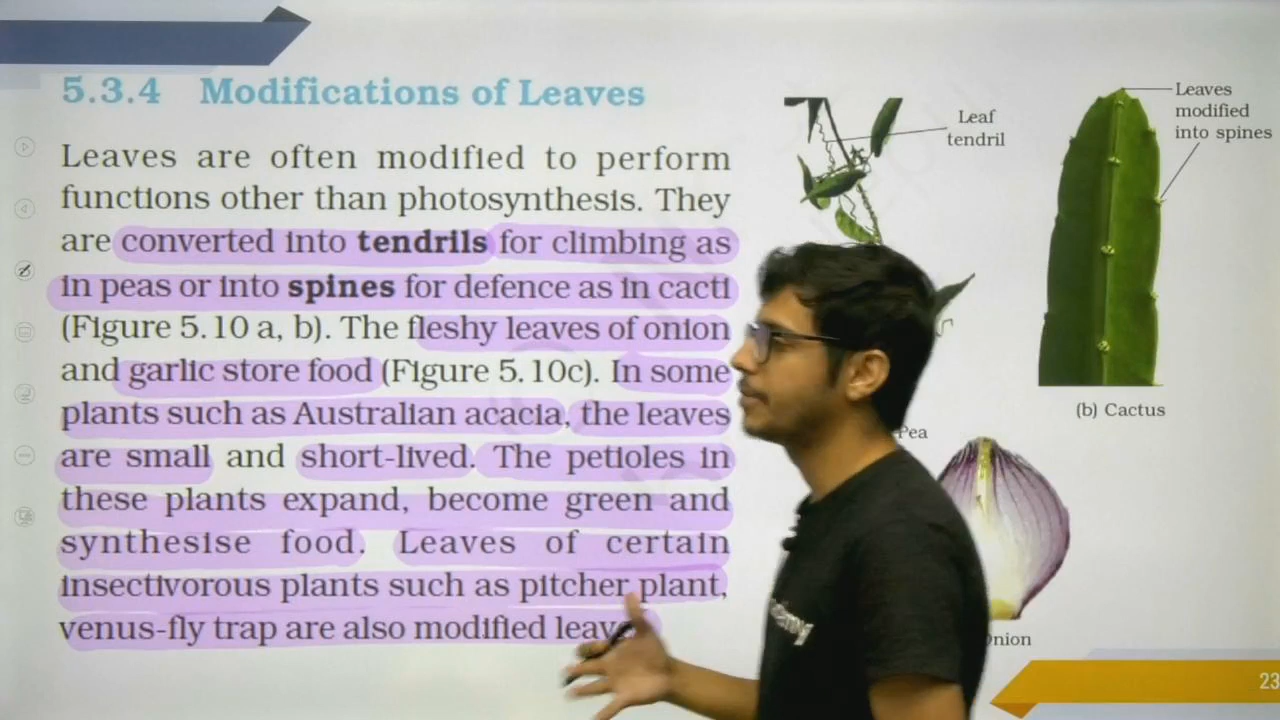 5.3.4 Modifications of Leaves
Leaves are often modified to perform
functions other than photosynthesis. They
are converted into tendrils for climbing as
in peas or into spines for defence as in cacti
(Figure 5.10 a, b). The fleshy leaves of onion
and garlic store food (Figure 5.10c). In some
plants such as Australian acacia, the leaves
are small and short-lived. The petioles in
these plants expand, become green and
synthesise food. Leaves of certain
insectivorous plants such as pitcher plant,
venus-fly trap are also modified leave
Leaf
tendril
Leaves
modified
into spines
(b) Cactus
Pea
Onion
23